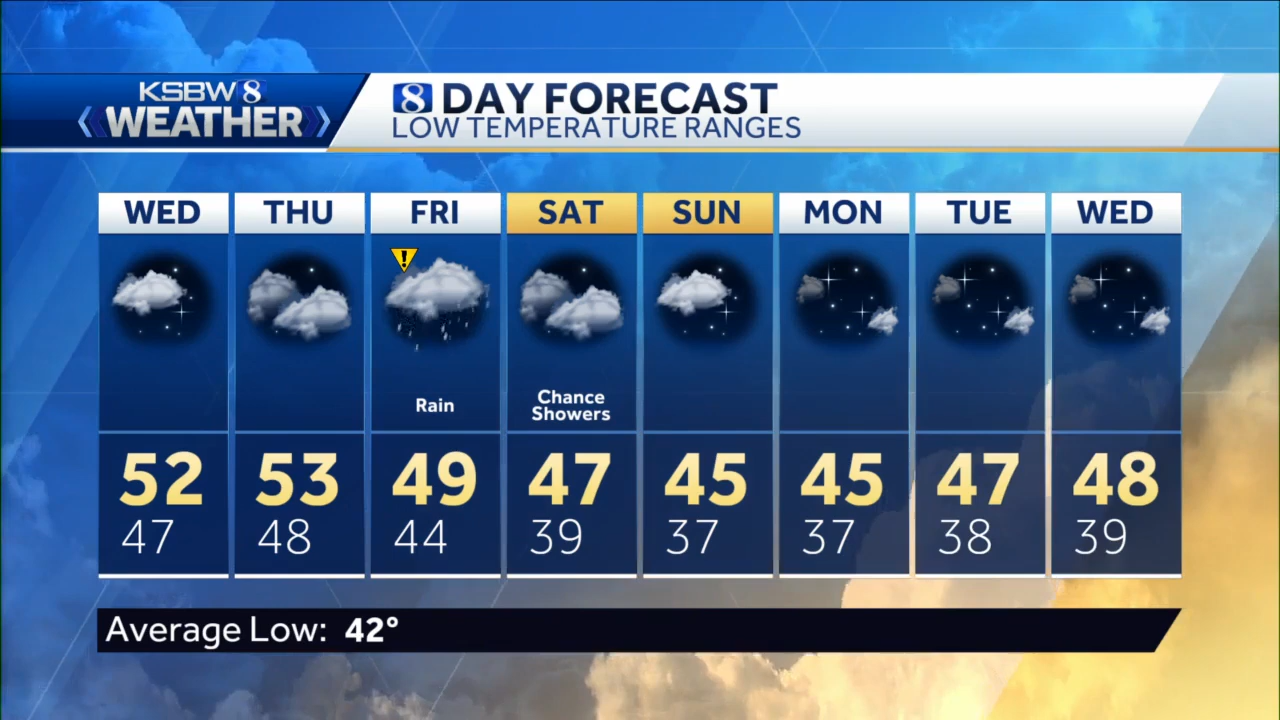 KSBW 8
WEATHER
8 DAY FORECAST
LOW TEMPERATURE RANGES
WED THU FRI SAT SUN MON TUE WED
!
Rain
Chance
Showers
52 53 49 47 45 45 47 48
47 48 44 39 37 37 38 39
Average Low: 42°